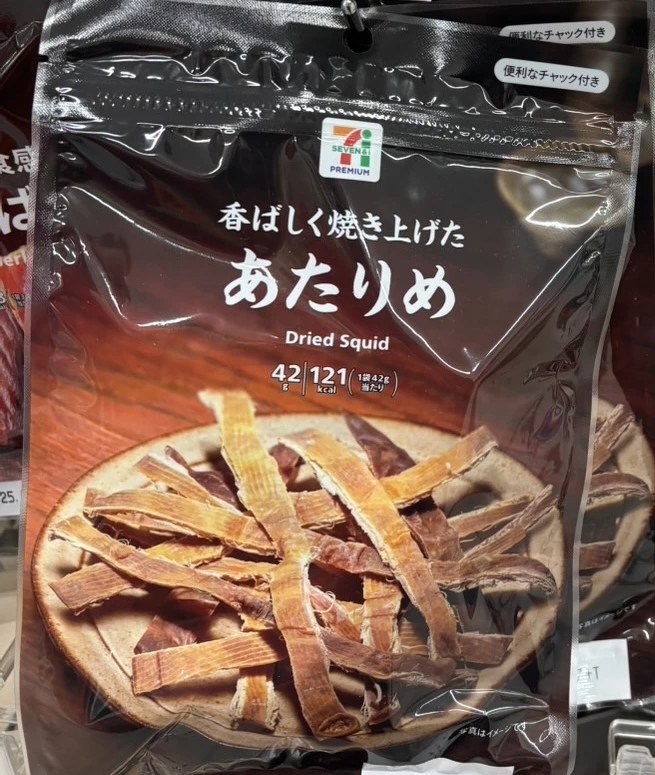 便利なチャック付き
便利なチャック付き
SEVEN&i
PREMIUM
香ばしく焼き上げた
あたりめ
Dried Squid
42g 121kcal (1袋42g当たり)
写真はイメージです
25.